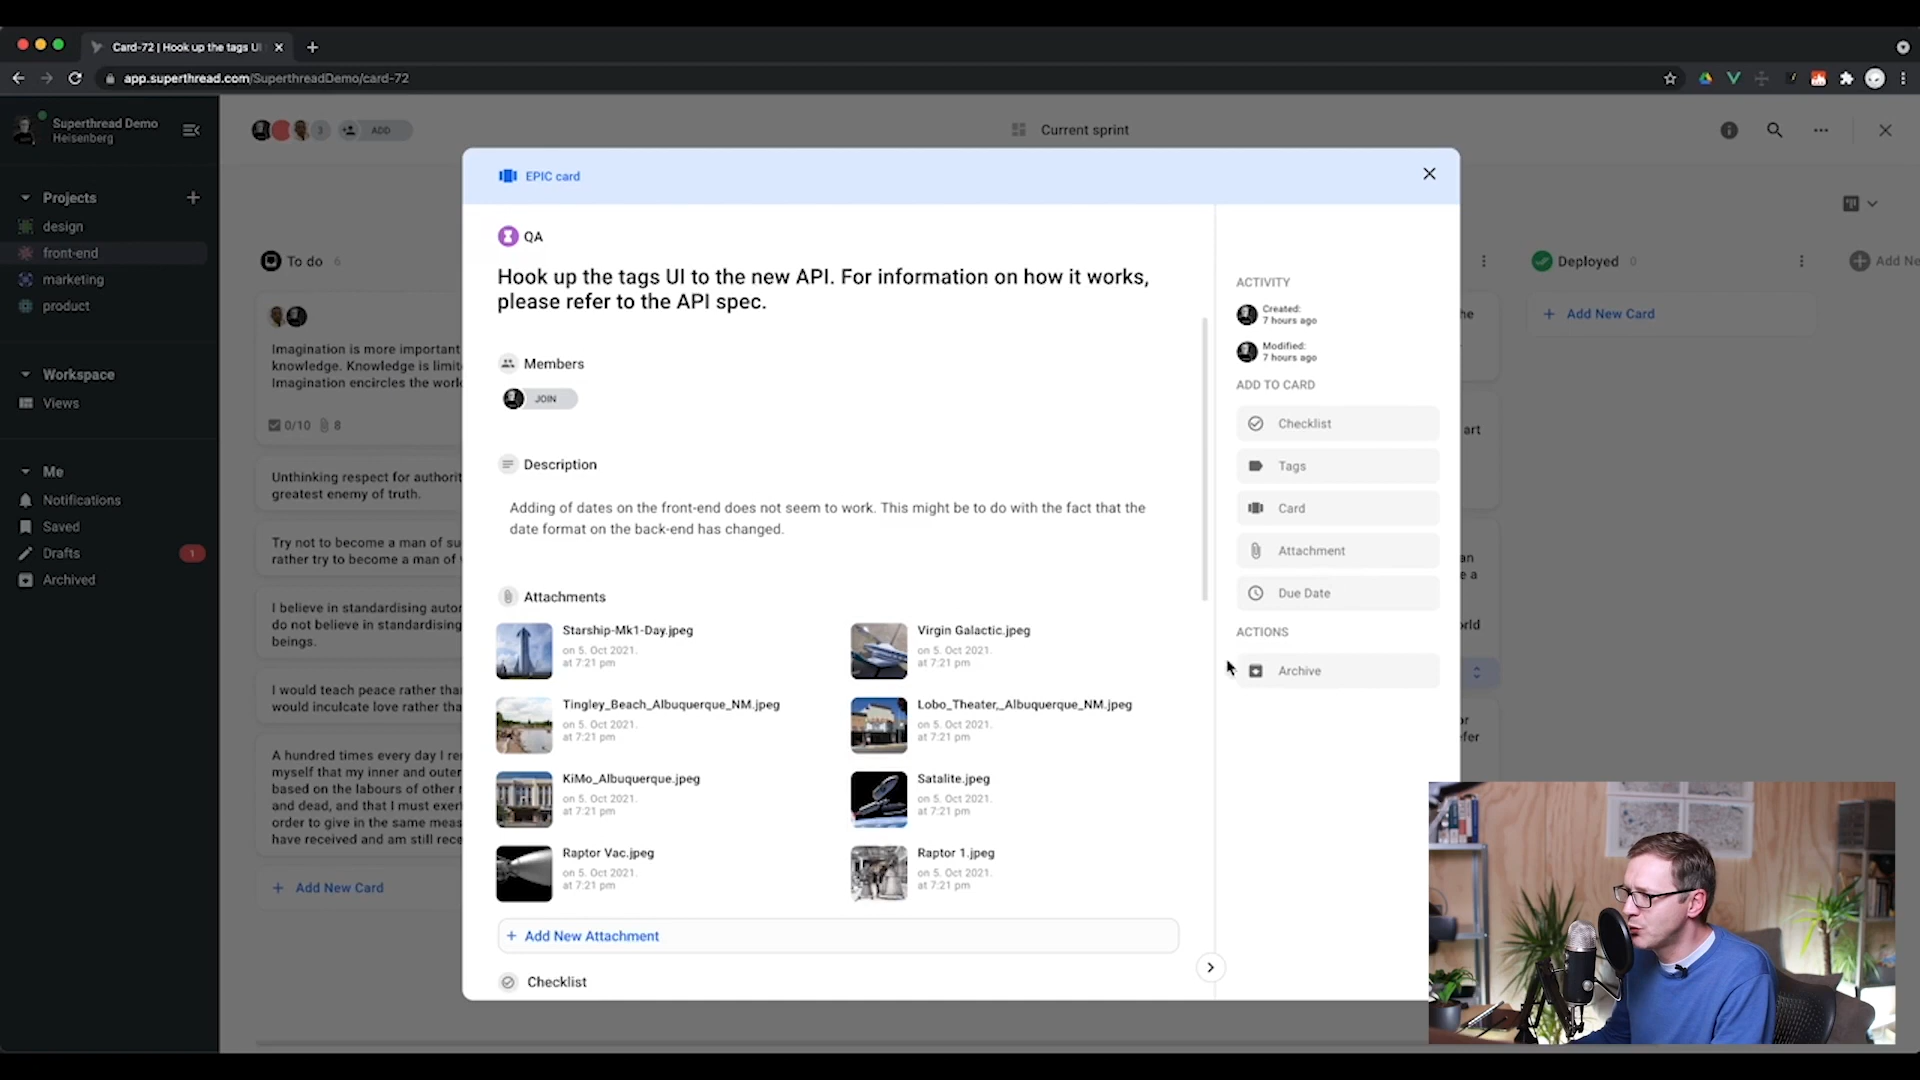 Card-72 | Hook up the tags UI
app.superthread.com/SuperthreadDemo/card-72
Superthread Demo
Heisenberg
3
ADD
Current sprint
Projects
design
front-end
marketing
product
Workspace
Views
Me
Notifications
Saved
Drafts
1
Archived
To do 6
Imagination is more important
knowledge. Knowledge is limit
Imagination encircles the worl
0/10 8
Unthinking respect for authorit
greatest enemy of truth.
Try not to become a man of su
rather try to become a man of
I believe in standardising autor
do not believe in standardising
beings.
I would teach peace rather tha
would inculcate love rather tha
A hundred times every day I re
myself that my inner and outer
based on the labours of other
and dead, and that I must exer
order to give in the same meas
have received and am still rece
+ Add New Card
EPIC card
QA
Hook up the tags UI to the new API. For information on how it works,
please refer to the API spec.
Members
JOIN
Description
Adding of dates on the front-end does not seem to work. This might be to do with the fact that the
date format on the back-end has changed.
Attachments
Starship-Mk1-Day.jpeg
on 5. Oct 2021.
at 7:21 pm
Virgin Galactic.jpeg
on 5. Oct 2021.
at 7:21 pm
Tingley_Beach_Albuquerque_NM.jpeg
on 5. Oct 2021.
at 7:21 pm
Lobo_Theater,_Albuquerque_NM.jpeg
on 5. Oct 2021.
at 7:21 pm
KiMo_Albuquerque.jpeg
on 5. Oct 2021.
at 7:21 pm
Satalite.jpeg
on 5. Oct 2021.
at 7:21 pm
Raptor Vac.jpeg
on 5. Oct 2021.
at 7:21 pm
Raptor 1.jpeg
on 5. Oct 2021.
at 7:21 pm
+ Add New Attachment
Checklist
ACTIVITY
Created:
7 hours ago
Modified:
7 hours ago
ADD TO CARD
Checklist
Tags
Card
Attachment
Due Date
ACTIONS
Archive
he
art
an
e a
rld
or
efer
Deployed 0
+ Add New Card
Add Ne